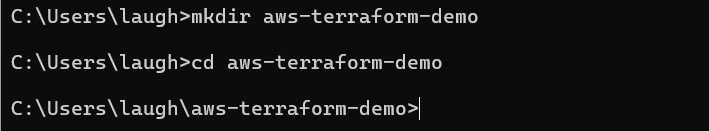 C:\Users\laugh>mkdir aws-terraform-demo
C:\Users\laugh>cd aws-terraform-demo
C:\Users\laugh\aws-terraform-demo>